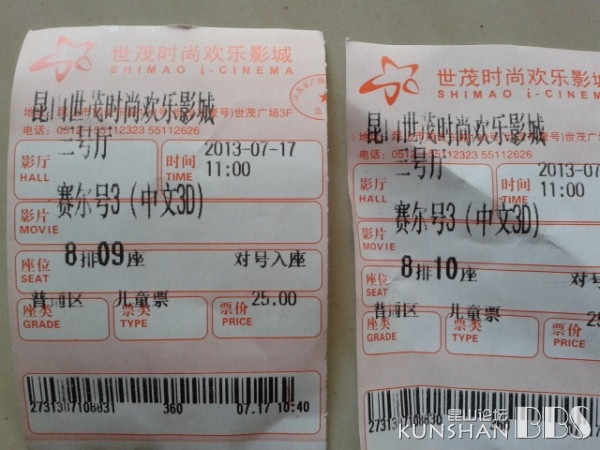 世茂时尚欢乐影城
SHIMAO i-CINEMA
昆山世茂时尚欢乐影城
世茂广场3F
55112626
影厅
HALL
三号厅
时间
TIME
2013-07-17
11:00
影片
MOVIE
赛尔号3（中文3D）
座位
SEAT
8排09座
对号入座
普通区
儿童票
25.00
座类
GRADE
票类
TYPE
票价
PRICE
360
07.17 10:40
世茂时尚欢乐影城
SHIMAO i-CINEM
昆山世茂时尚欢乐影城
世茂广场
55112626
影厅
HALL
三号厅
时间
TIME
2013-07
11:00
影片
MOVIE
赛尔号3（中文3D）
座位
SEAT
8排10座
对号
普通区
儿童票
座类
GRADE
票类
TYPE
票价
PRICE
昆山论坛
KUNSHAN BBS